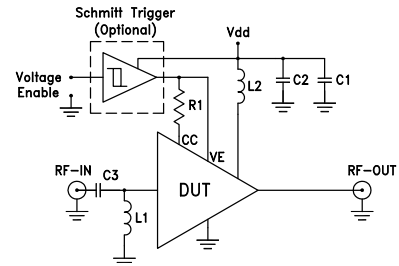 Schmitt Trigger
(Optional)
Vdd
Voltage
Enable
L2
C2
C1
R1
CC
VE
RF-IN
C3
DUT
RF-OUT
L1